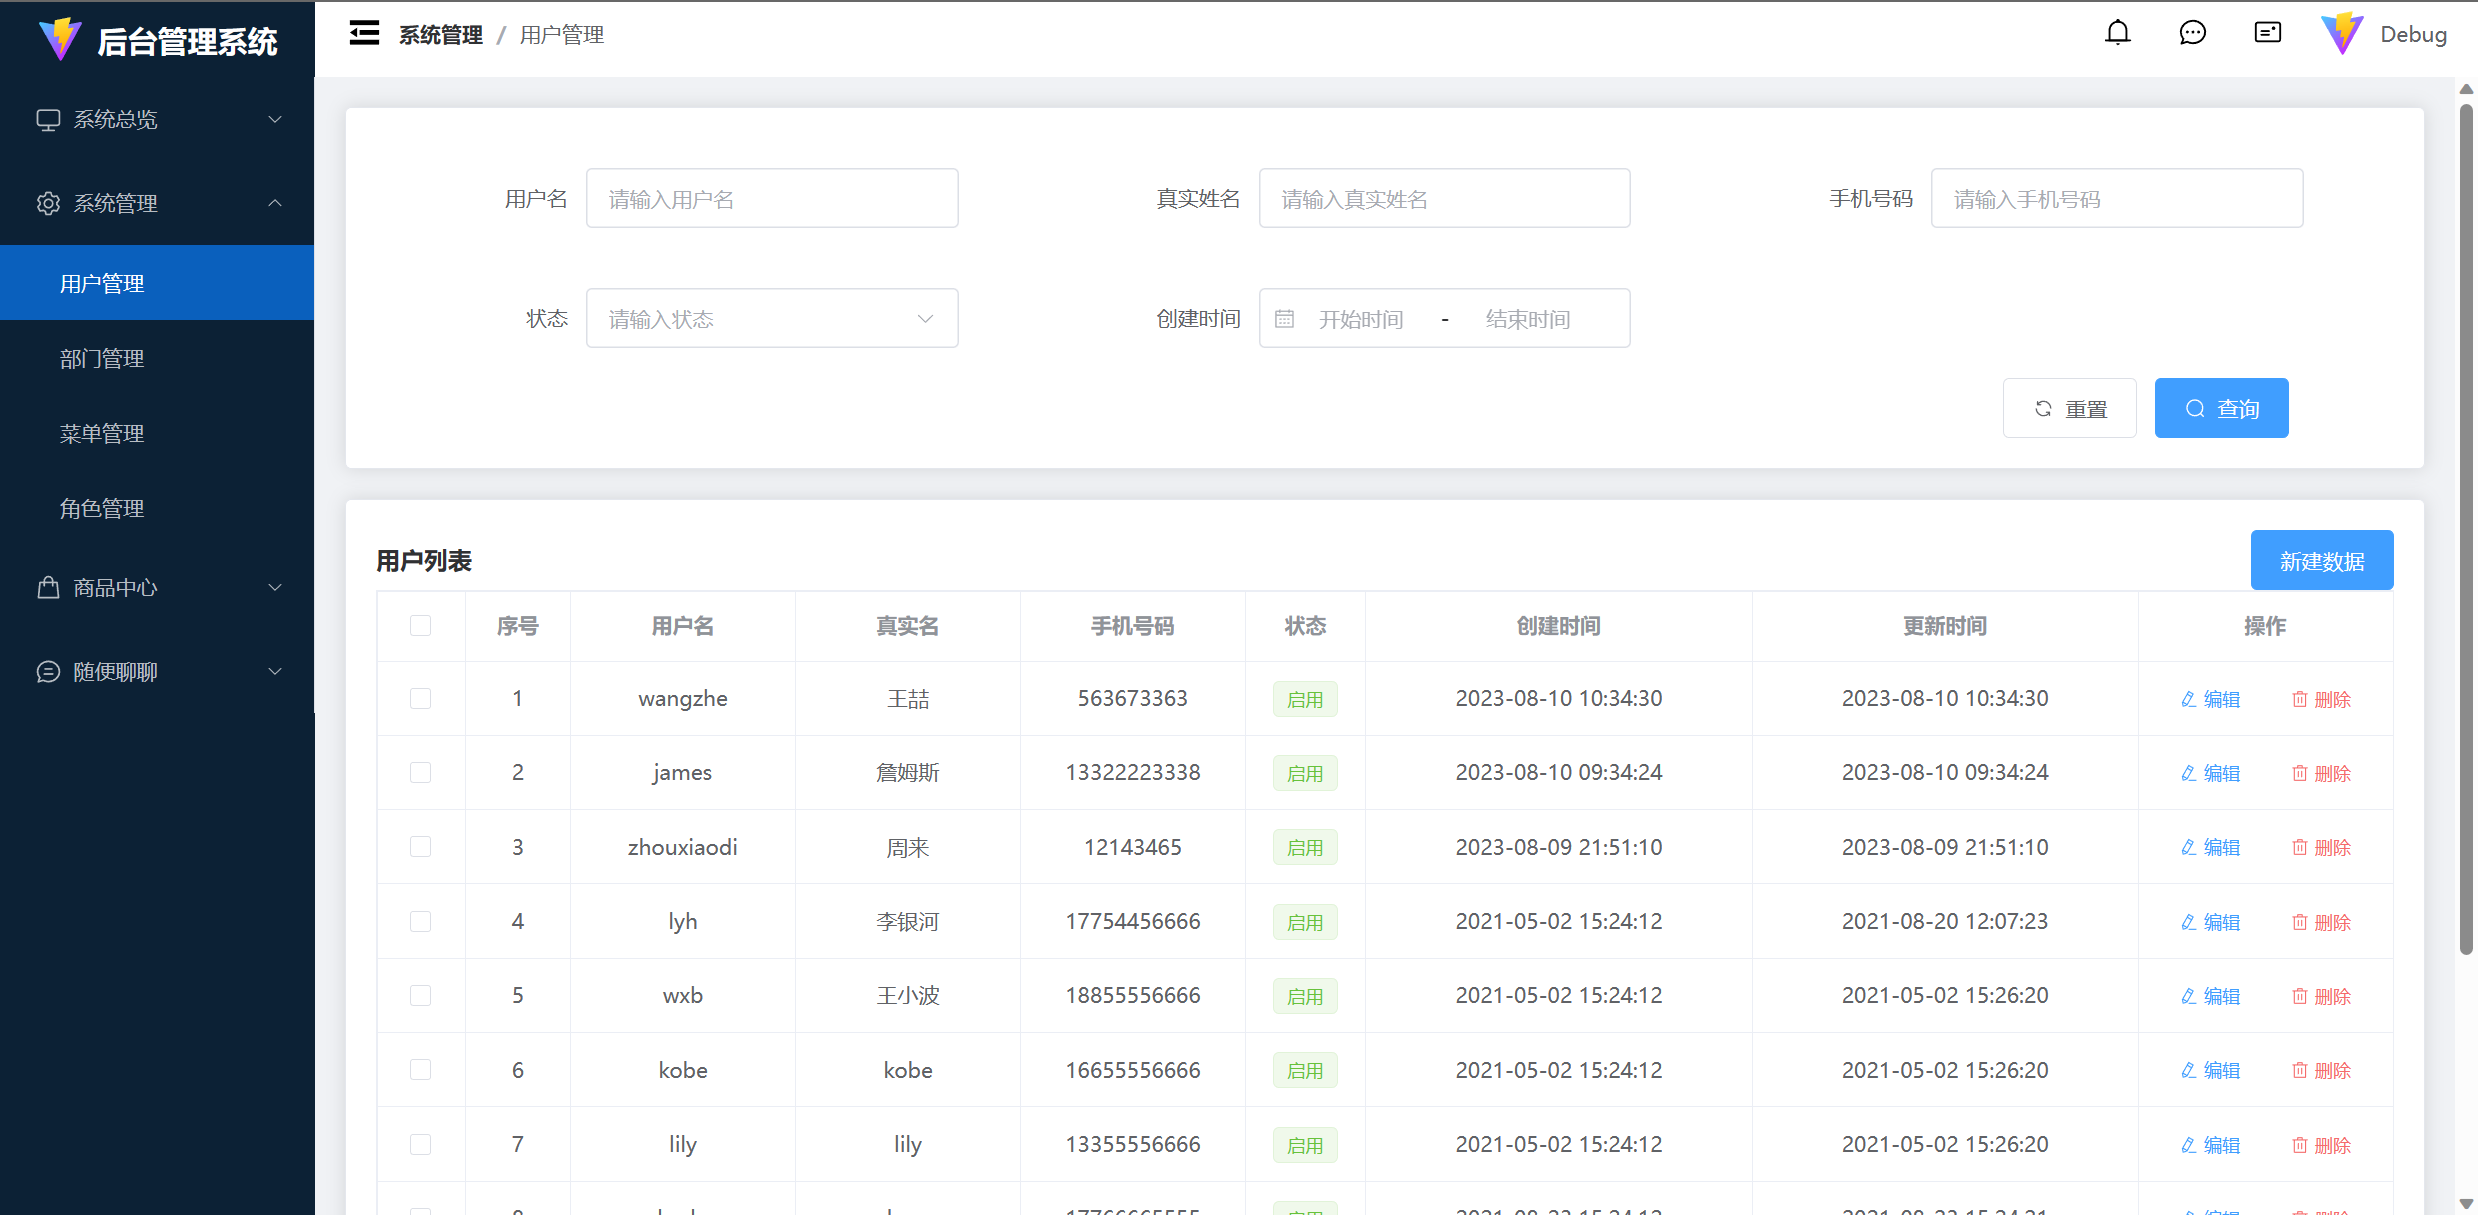 后台管理系统
系统总览
系统管理
用户管理
部门管理
菜单管理
角色管理
商品中心
随便聊聊
系统管理 / 用户管理
Debug
用户名 请输入用户名 真实姓名 请输入真实姓名 手机号码 请输入手机号码
状态 请输入状态 创建时间 开始时间 - 结束时间
重置 查询
用户列表 新建数据
序号 用户名 真实名 手机号码 状态 创建时间 更新时间 操作
1 wangzhe 王喆 563673363 启用 2023-08-10 10:34:30 2023-08-10 10:34:30 编辑 删除
2 james 詹姆斯 13322223338 启用 2023-08-10 09:34:24 2023-08-10 09:34:24 编辑 删除
3 zhouxiaodi 周来 12143465 启用 2023-08-09 21:51:10 2023-08-09 21:51:10 编辑 删除
4 lyh 李银河 17754456666 启用 2021-05-02 15:24:12 2021-08-20 12:07:23 编辑 删除
5 wxb 王小波 18855556666 启用 2021-05-02 15:24:12 2021-05-02 15:26:20 编辑 删除
6 kobe kobe 16655556666 启用 2021-05-02 15:24:12 2021-05-02 15:26:20 编辑 删除
7 lily lily 13355556666 启用 2021-05-02 15:24:12 2021-05-02 15:26:20 编辑 删除